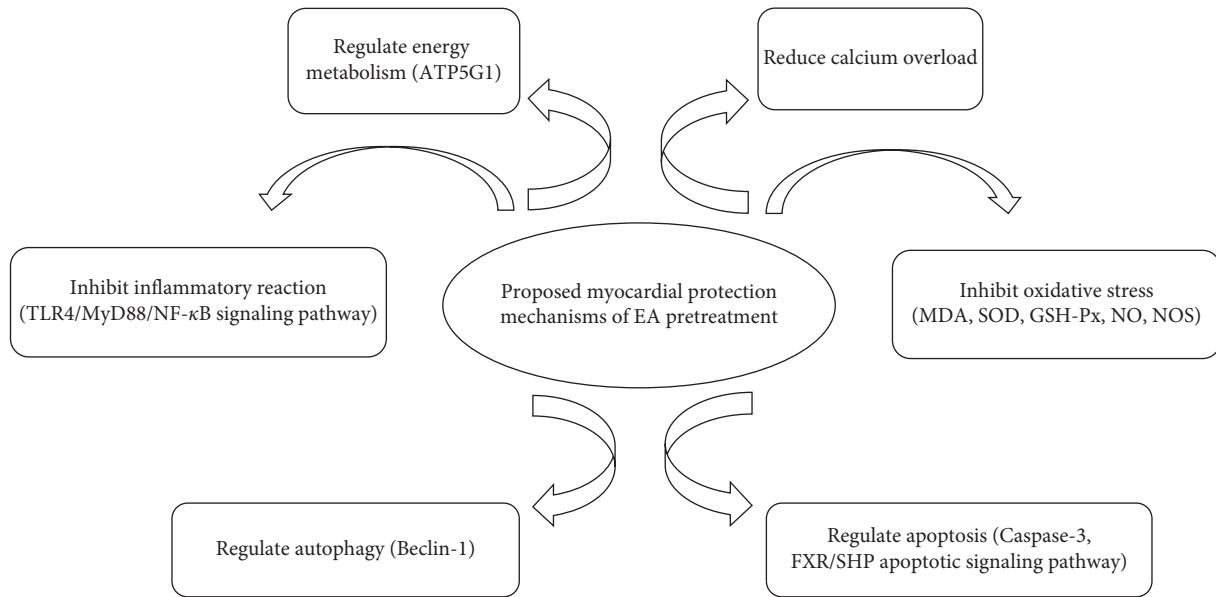 Regulate energy
metabolism (ATP5G1)
Reduce calcium overload
Inhibit inflammatory reaction
(TLR4/MyD88/NF-κB signaling pathway)
Proposed myocardial protection
mechanisms of EA pretreatment
Inhibit oxidative stress
(MDA, SOD, GSH-Px, NO, NOS)
Regulate autophagy (Beclin-1)
Regulate apoptosis (Caspase-3,
FXR/SHP apoptotic signaling pathway)